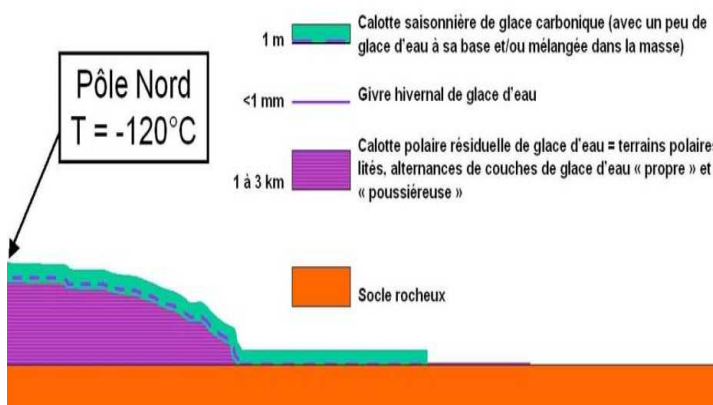 Calotte saisonnière de glace carbonique (avec un peu de
1 m
glace d'eau à sa base et/ou mélangée dans la masse)
Pôle Nord
T = -120°C
<1 mm
Givre hivernal de glace d'eau
Calotte polaire résiduelle de glace d'eau = terrains polaires
1 à 3 km
lités, alternances de couches de glace d'eau « propre » et
« poussiéreuse »
Socle rocheux